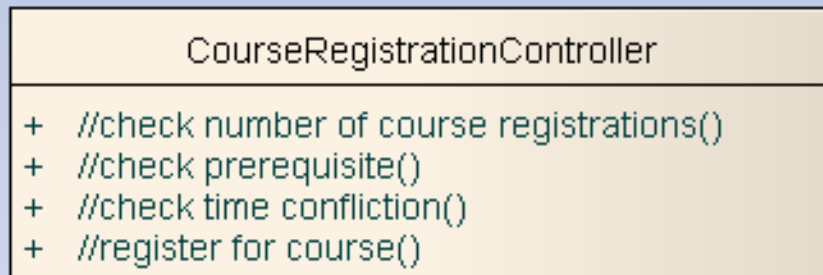 CourseRegistrationController
+ //check number of course registrations()
+ //check prerequisite()
+ //check time confliction()
+ //register for course()